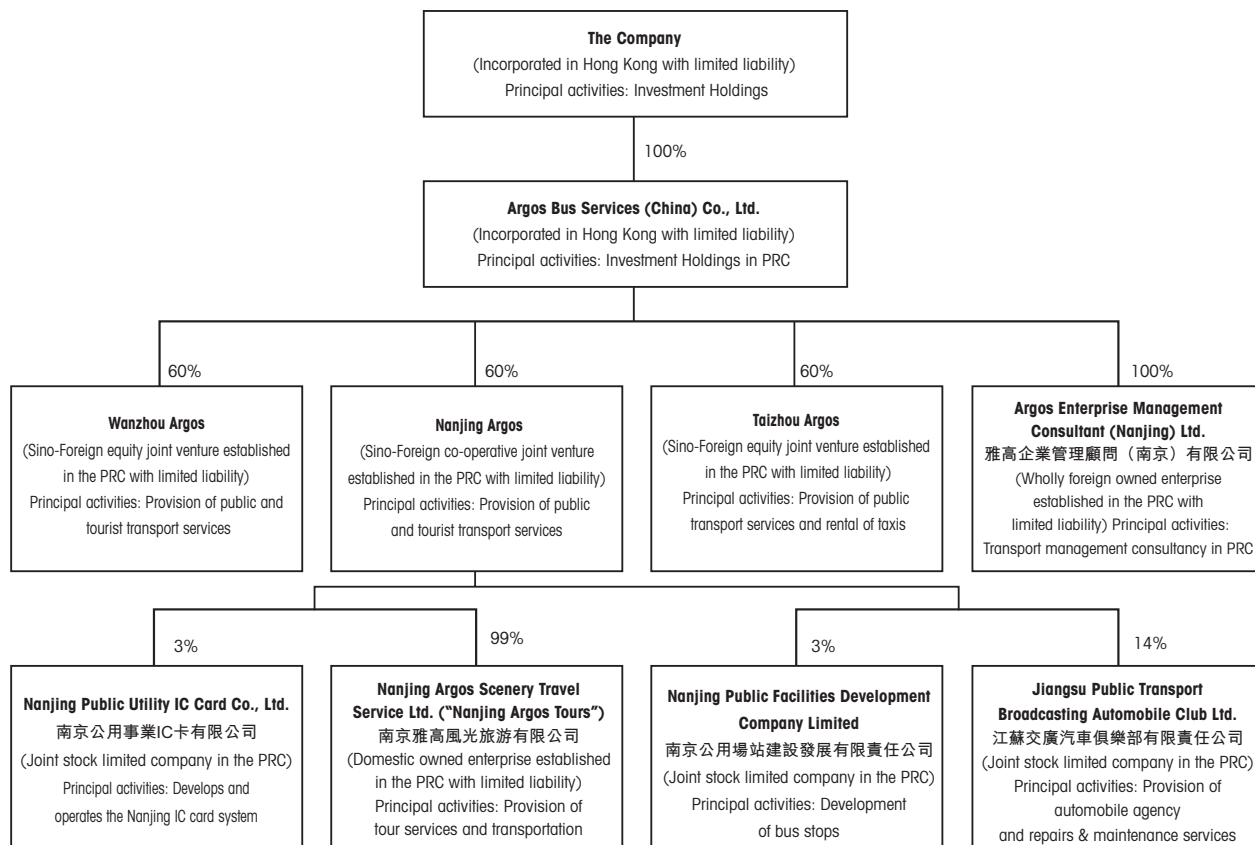 The Company
(Incorporated in Hong Kong with limited liability)
Principal activities: Investment Holdings
100%
Argos Bus Services (China) Co., Ltd.
(Incorporated in Hong Kong with limited liability)
Principal activities: Investment Holdings in PRC
60%
Wanzhou Argos
(Sino-Foreign equity joint venture established
in the PRC with limited liability)
Principal activities: Provision of public and
tourist transport services
60%
Nanjing Argos
(Sino-Foreign co-operative joint venture
established in the PRC with limited liability)
Principal activities: Provision of public
and tourist transport services
60%
Taizhou Argos
(Sino-Foreign equity joint venture established
in the PRC with limited liability)
Principal activities: Provision of public
transport services and rental of taxis
100%
Argos Enterprise Management
Consultant (Nanjing) Ltd.
雅高企業管理顧問（南京）有限公司
(Wholly foreign owned enterprise
established in the PRC with
limited liability) Principal activities:
Transport management consultancy in PRC
3%
Nanjing Public Utility IC Card Co., Ltd.
南京公用事業IC卡有限公司
(Joint stock limited company in the PRC)
Principal activities: Develops and
operates the Nanjing IC card system
99%
Nanjing Argos Scenery Travel
Service Ltd. (“Nanjing Argos Tours”)
南京雅高風光旅游有限公司
(Domestic owned enterprise established
in the PRC with limited liability)
Principal activities: Provision of
tour services and transportation
3%
Nanjing Public Facilities Development
Company Limited
南京公用場站建設發展有限責任公司
(Joint stock limited company in the PRC)
Principal activities: Development
of bus stops
14%
Jiangsu Public Transport
Broadcasting Automobile Club Ltd.
江蘇交廣汽車俱樂部有限責任公司
(Joint stock limited company in the PRC)
Principal activities: Provision of
automobile agency
and repairs & maintenance services